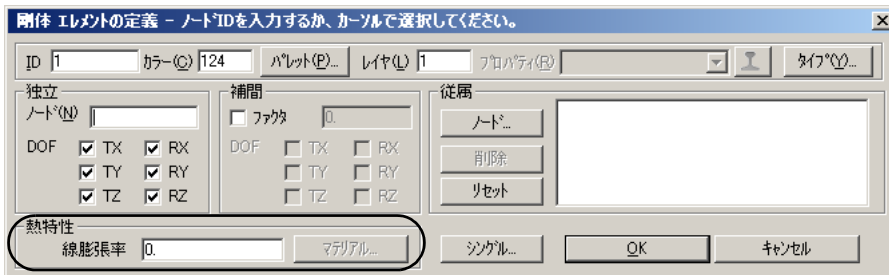 剛体 エレメントの定義 - ノードIDを入力するか、カーソルで選択してください。
ID 1 カラー(C) 124 パレット(P)... レイヤ(L) 1 プロパティ(R) タイプ(Y)...
独立 補間 従属
ノード(N) ファクタ 0. ノード...
DOF TX RX DOF TX RX 削除
TY RY TY RY
TZ RZ TZ RZ リセット
熱特性
線膨張率 0. マテリアル... シングル... OK キャンセル